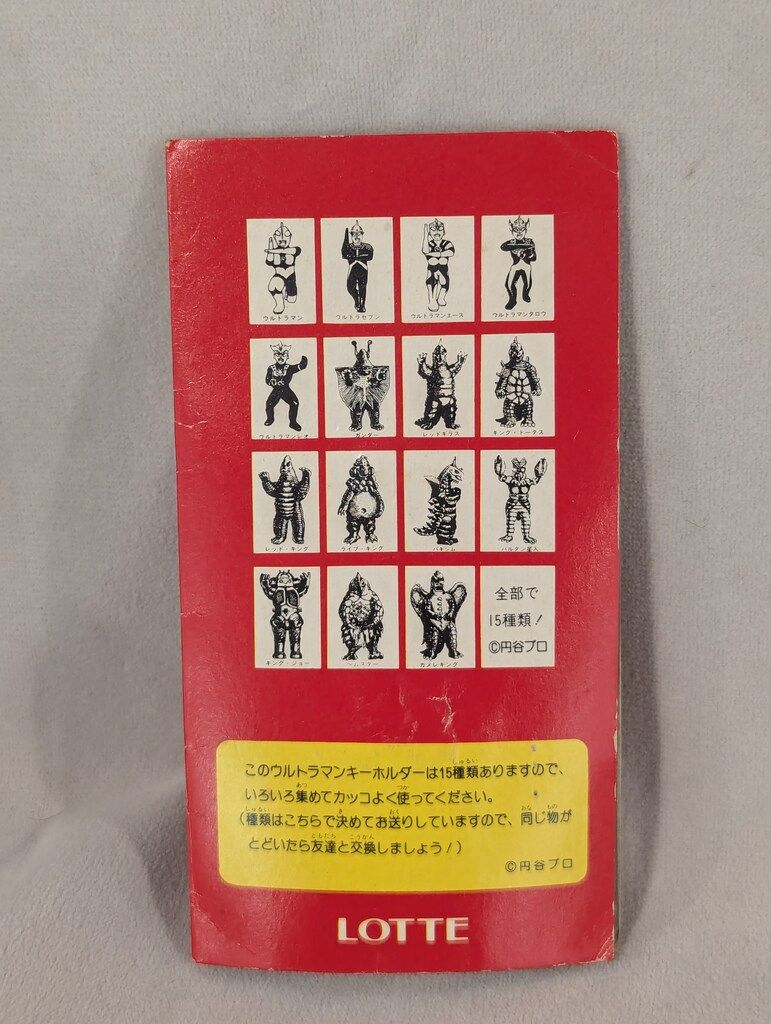 ウルトラマン
ウルトラセブン
ウルトラマンエース
ウルトラマンタロウ
ウルトラマンレオ
ガンダー
レッドギラス
キング・トータス
レッド・キング
ライブ・キング
バキシム
バルタン星人
キング・ジョー
ベムスター
カメレキング
全部で
15種類!
©円谷プロ
このウルトラマンキーホルダーは15種類ありますので、
いろいろ集めてカッコよく使ってください。
(種類はこちらで決めてお送りしていますので、同じ物が
とどいたら友達と交換しましょう!)
©円谷プロ
LOTTE